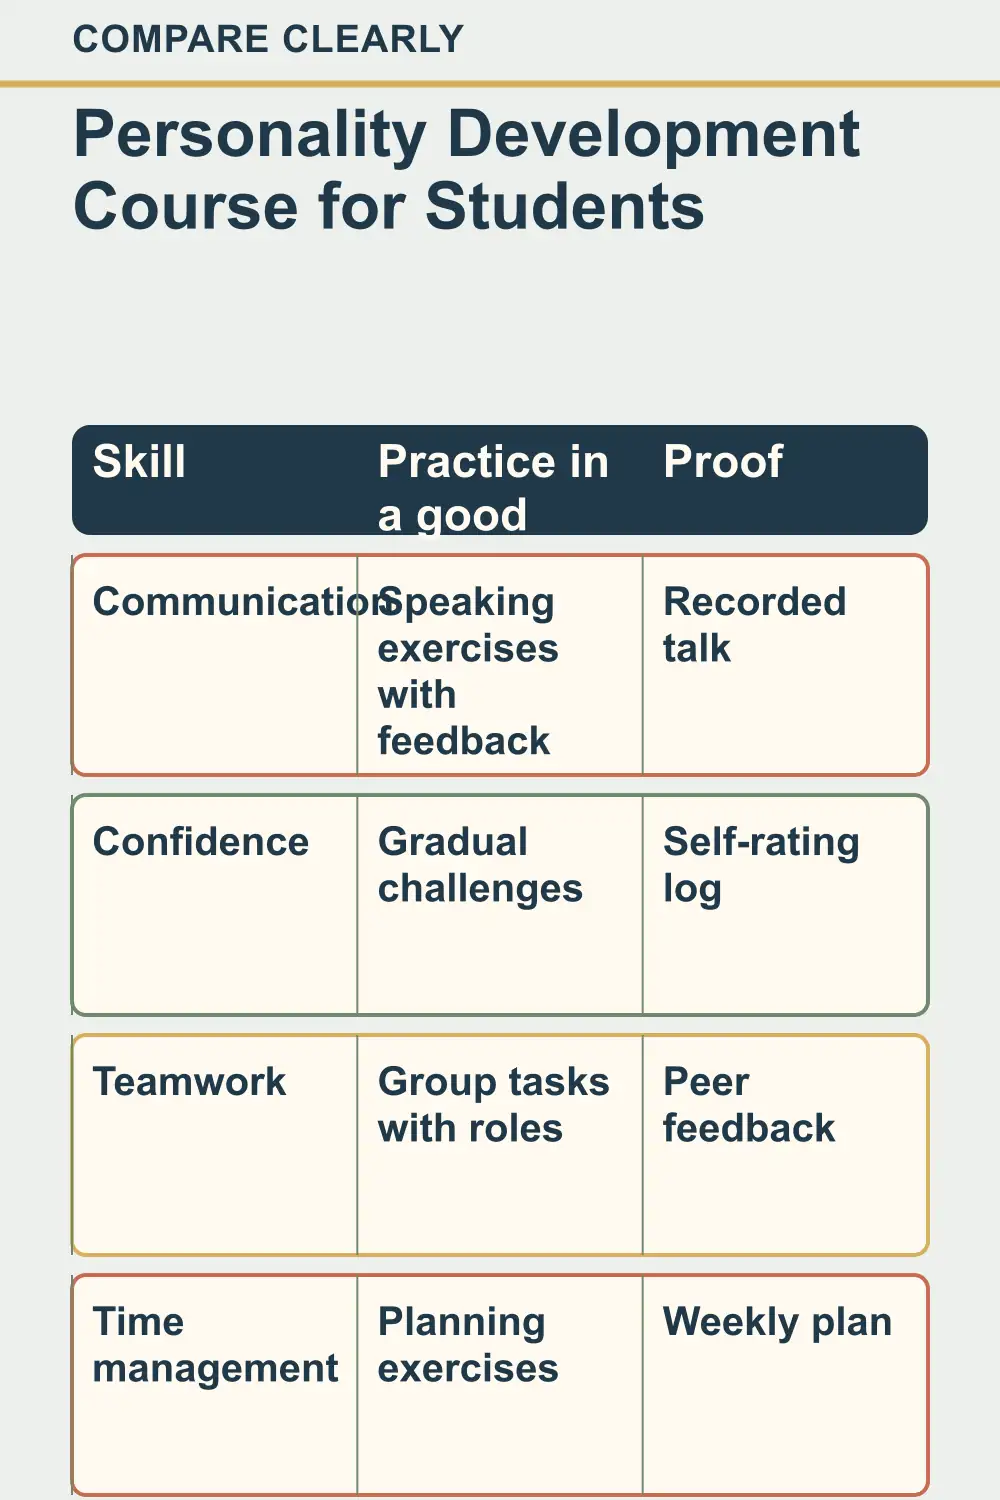 COMPARE CLEARLY
Personality Development
Course for Students
Skill
Practice in
a good
Proof
Communication
Speaking
exercises
with
feedback
Recorded
talk
Confidence
Gradual
challenges
Self-rating
log
Teamwork
Group tasks
with roles
Peer
feedback
Time
management
Planning
exercises
Weekly plan